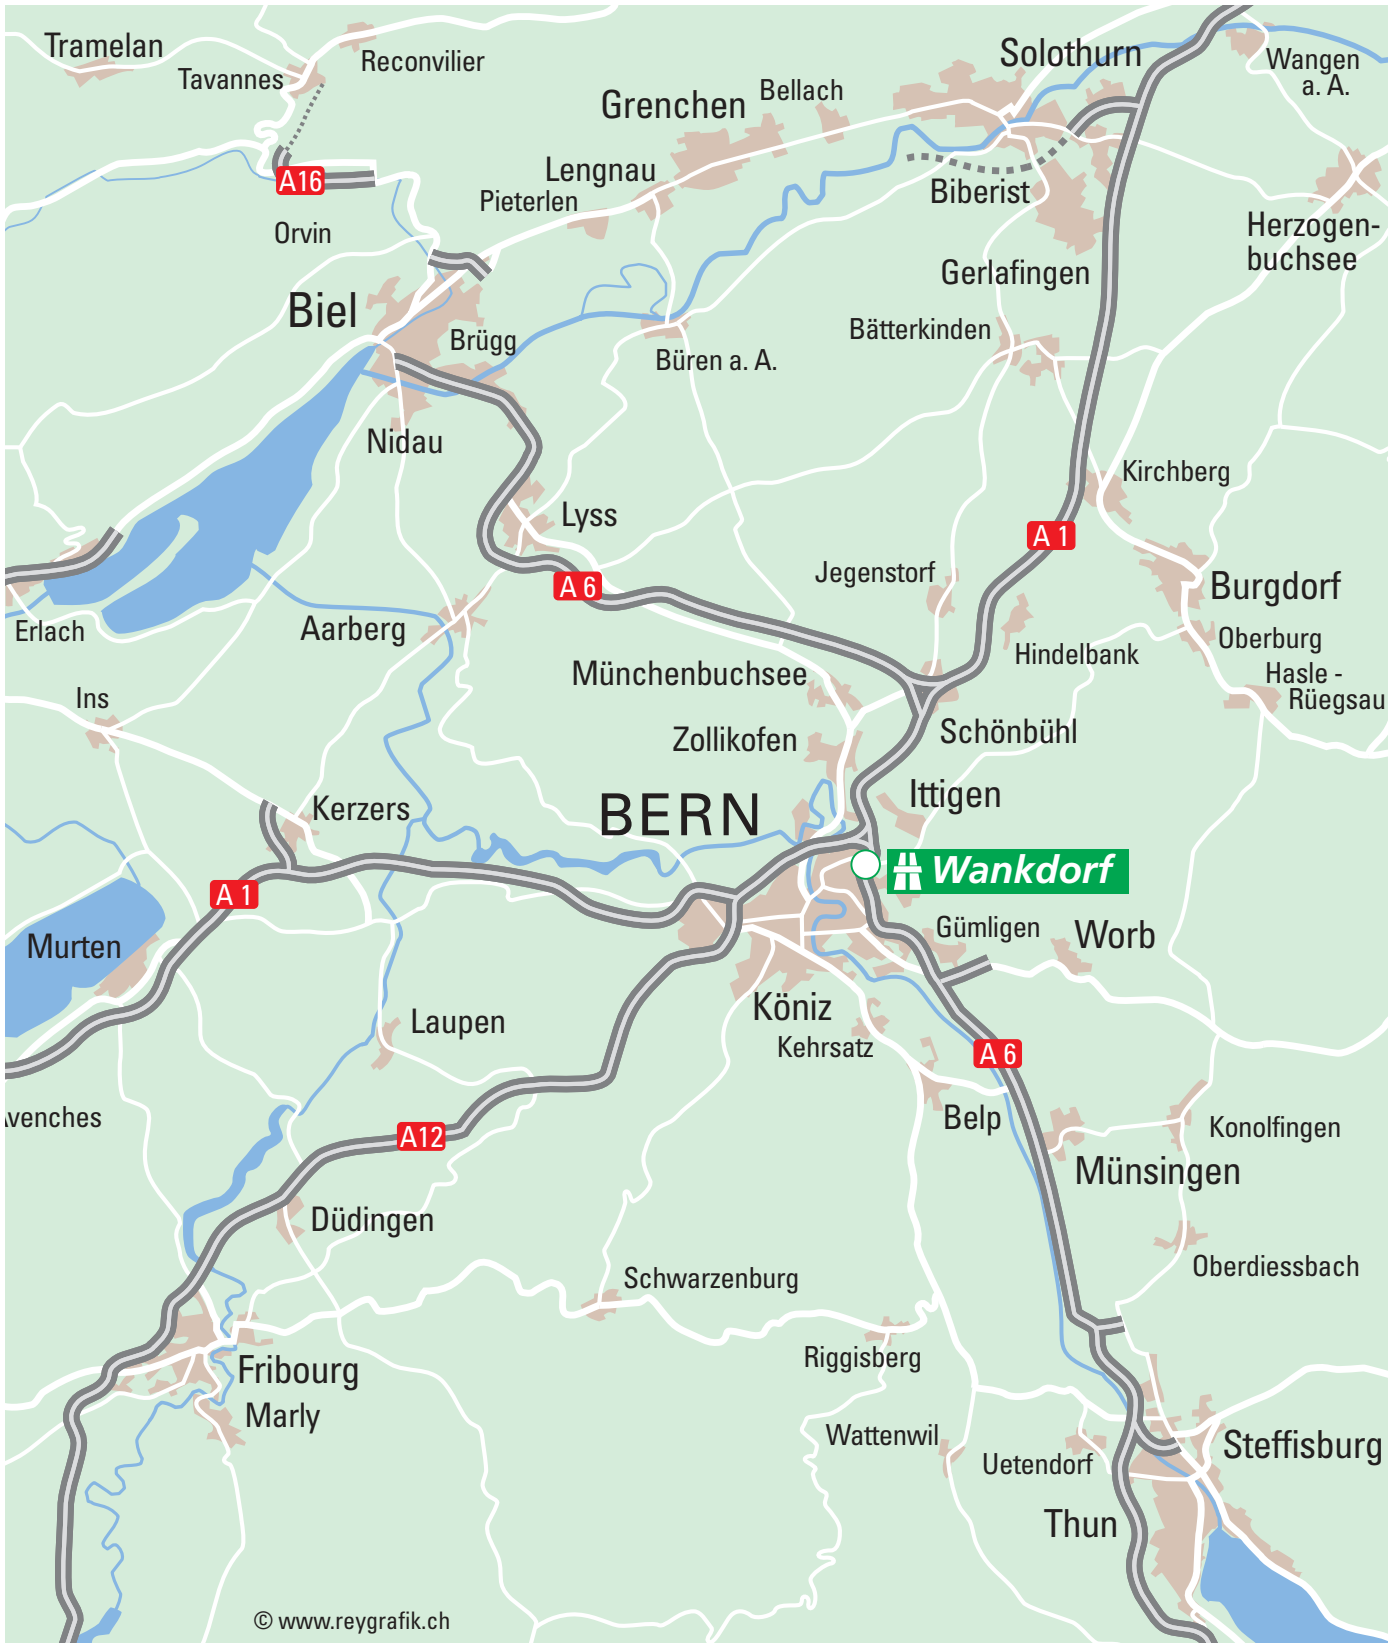 Tramelan
Tavannes
Reconvilier
Solothurn
Wangen
a. A.
Grenchen
Bellach
Lengnau
Pieterlen
A16
Orvin
Biberist
Herzogen-
buchsee
Gerlafingen
Biel
Brügg
Büren a. A.
Bätterkinden
Nidau
Kirchberg
Lyss
A 1
A 6
Jegenstorf
Burgdorf
Erlach
Aarberg
Hindelbank
Oberburg
Hasle -
Rüegsau
Münchenbuchsee
Ins
Zollikofen
Schönbühl
Ittigen
BERN
Kerzers
Wankdorf
A 1
Murten
Gümligen
Worb
Laupen
Köniz
Kehrsatz
A 6
venches
Belp
Konolfingen
A12
Münsingen
Düdingen
Oberdiessbach
Schwarzenburg
Riggisberg
Fribourg
Marly
Wattenwil
Uetendorf
Steffisburg
Thun
© www.reygrafik.ch